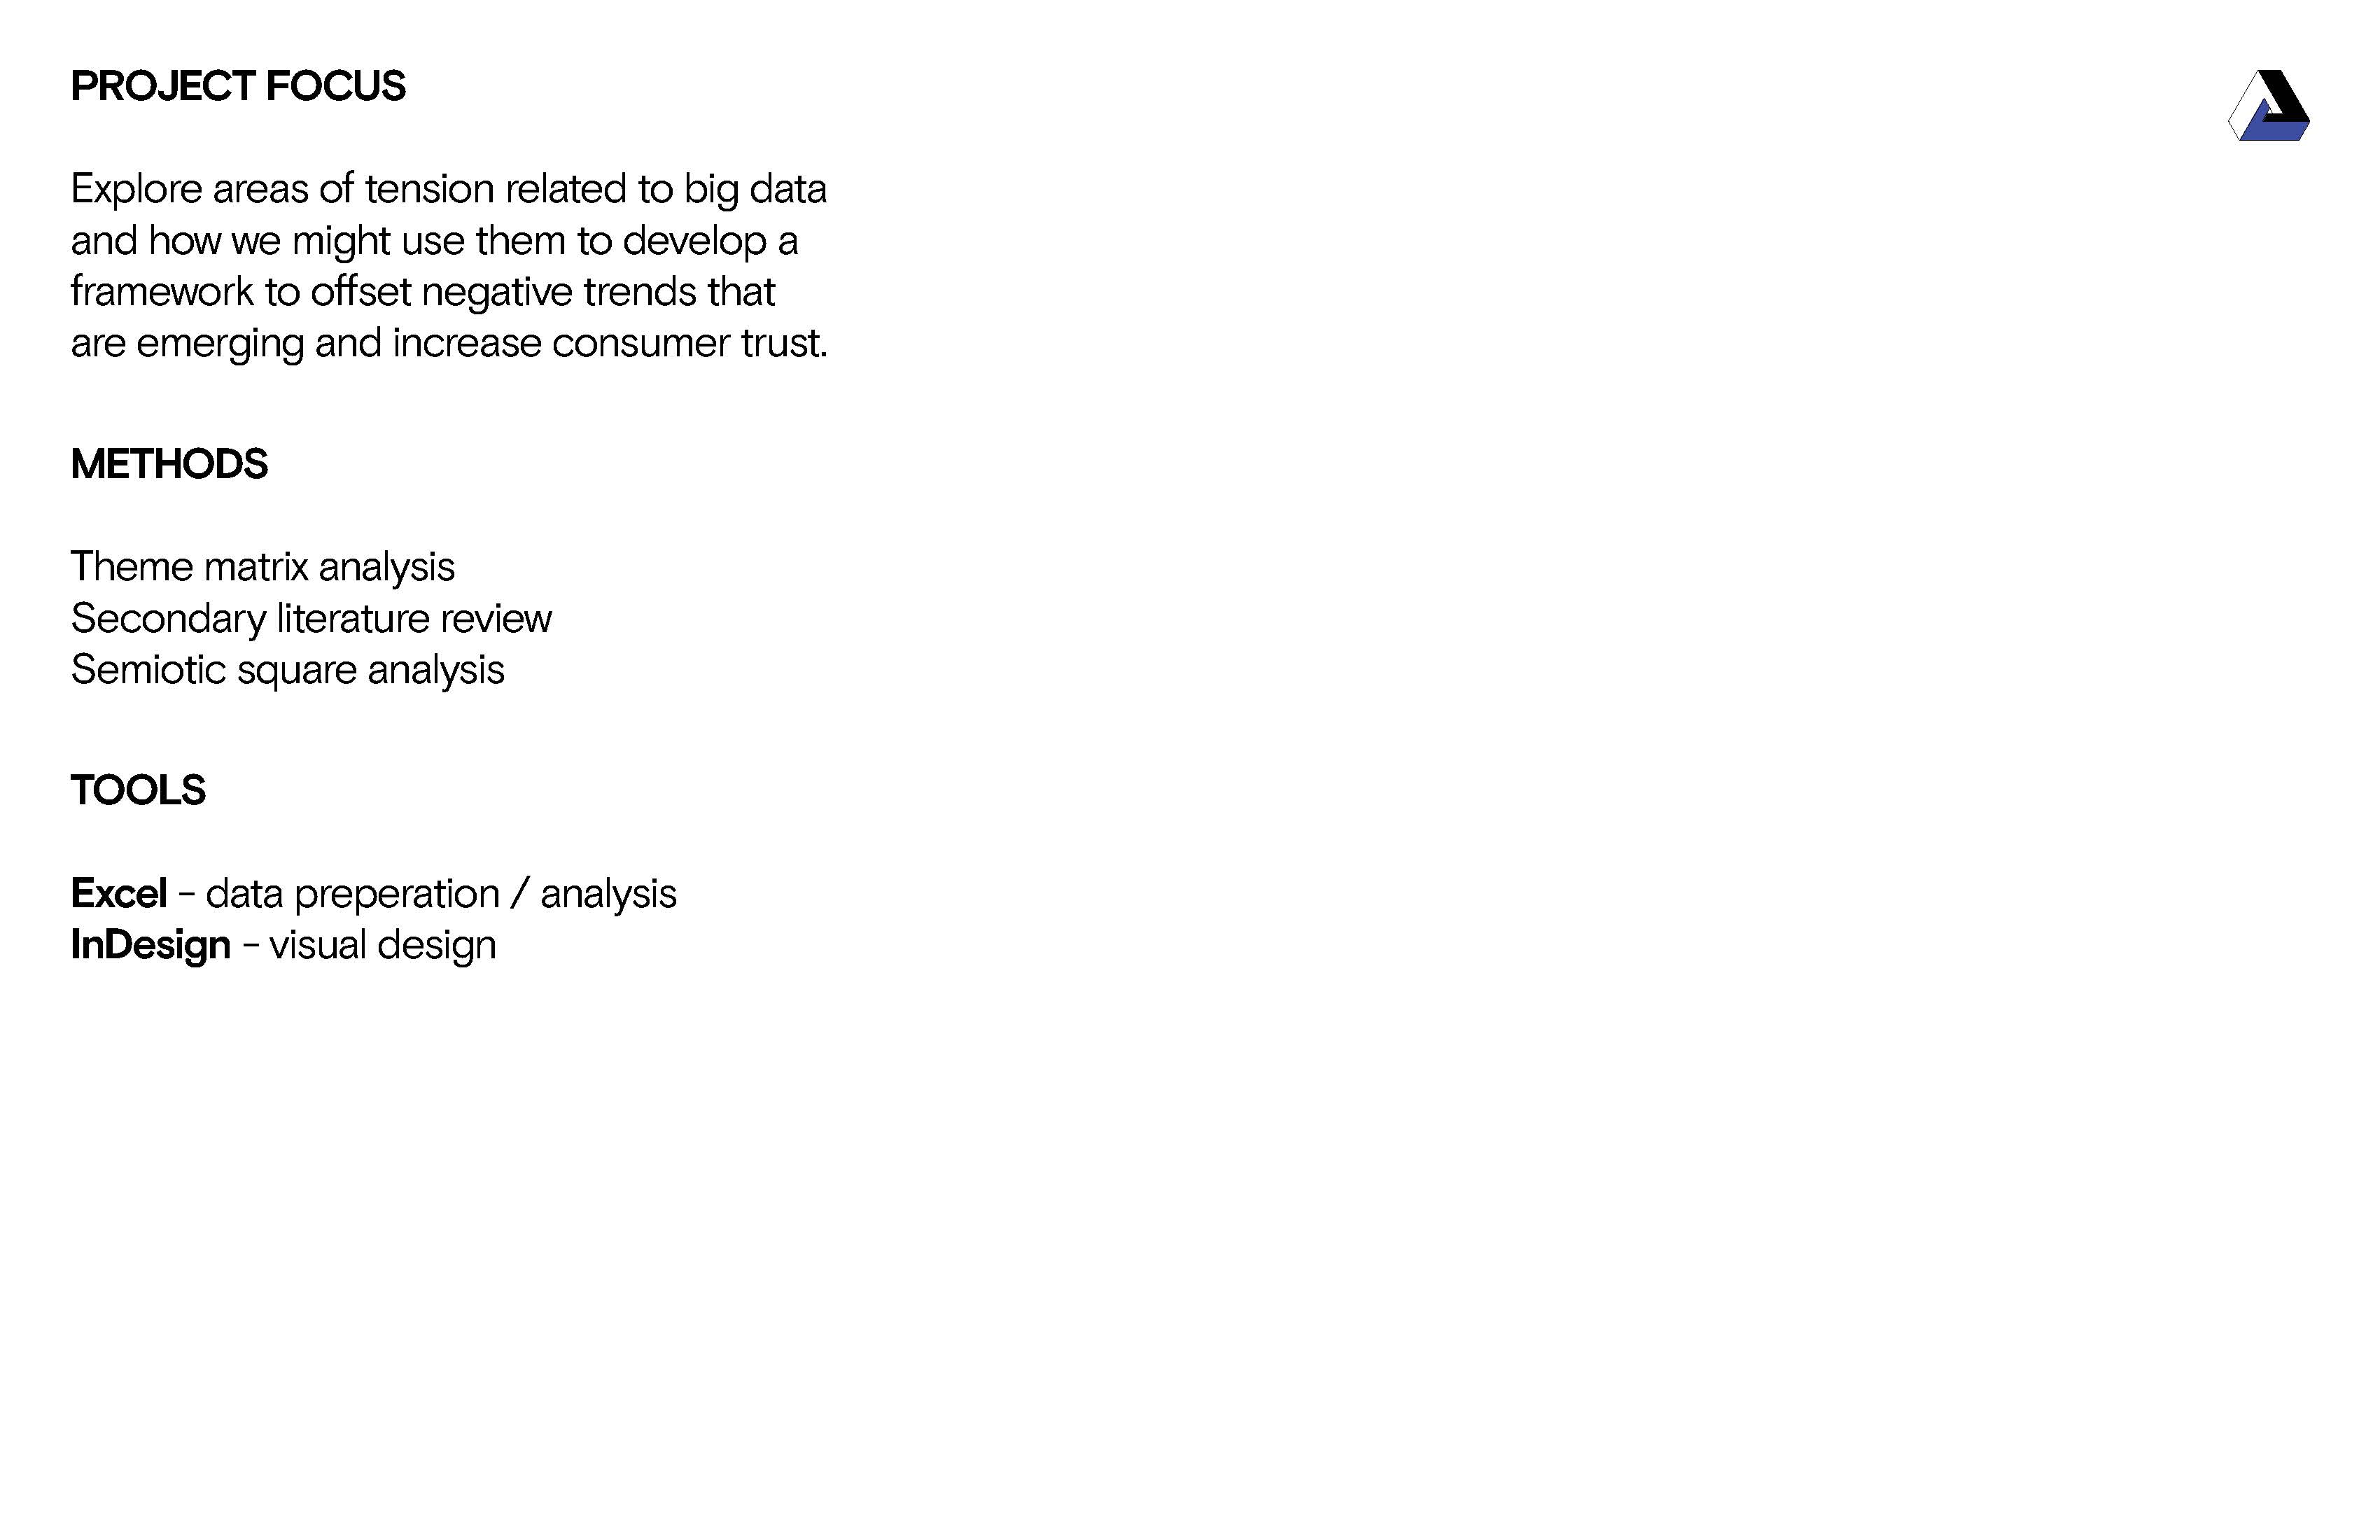 PROJECT FOCUS
Explore areas of tension related to big data
and how we might use them to develop a
framework to offset negative trends that
are emerging and increase consumer trust.
METHODS
Theme matrix analysis
Secondary literature review
Semiotic square analysis
TOOLS
Excel – data preperation / analysis
InDesign – visual design